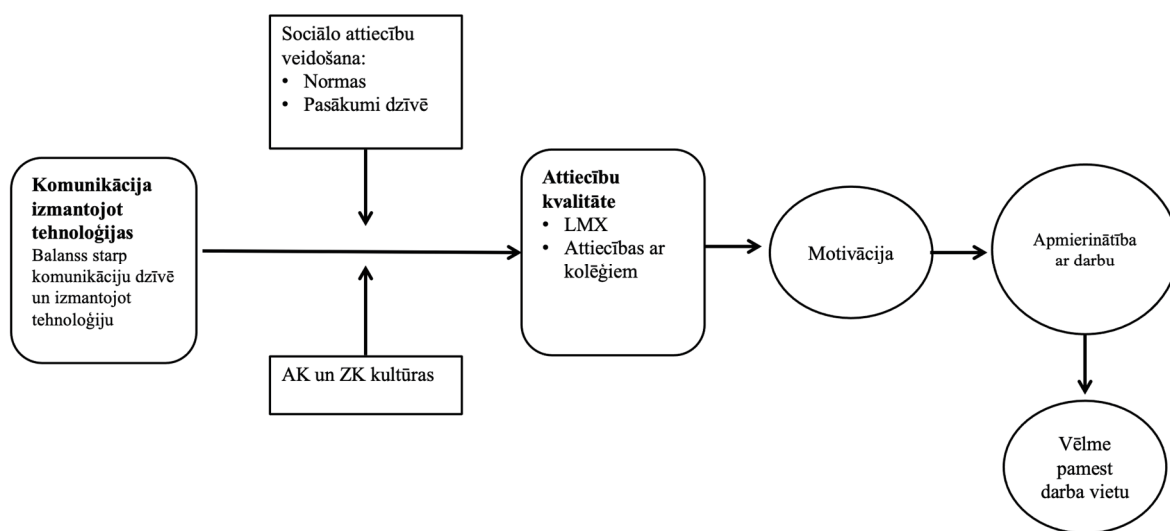 Sociālo attiecību
veidošana:
• Normas
• Pasākumi dzīvē
Komunikācija
izmantojot
tehnoloģijas
Balanss starp
komunikāciju dzīvē
un izmantojot
tehnoloģiju
AK un ZK kultūras
Attiecību
kvalitāte
• LMX
• Attiecības ar
kolēģiem
Motivācija
Apmierinātība
ar darbu
Vēlme
pamest
darba vietu